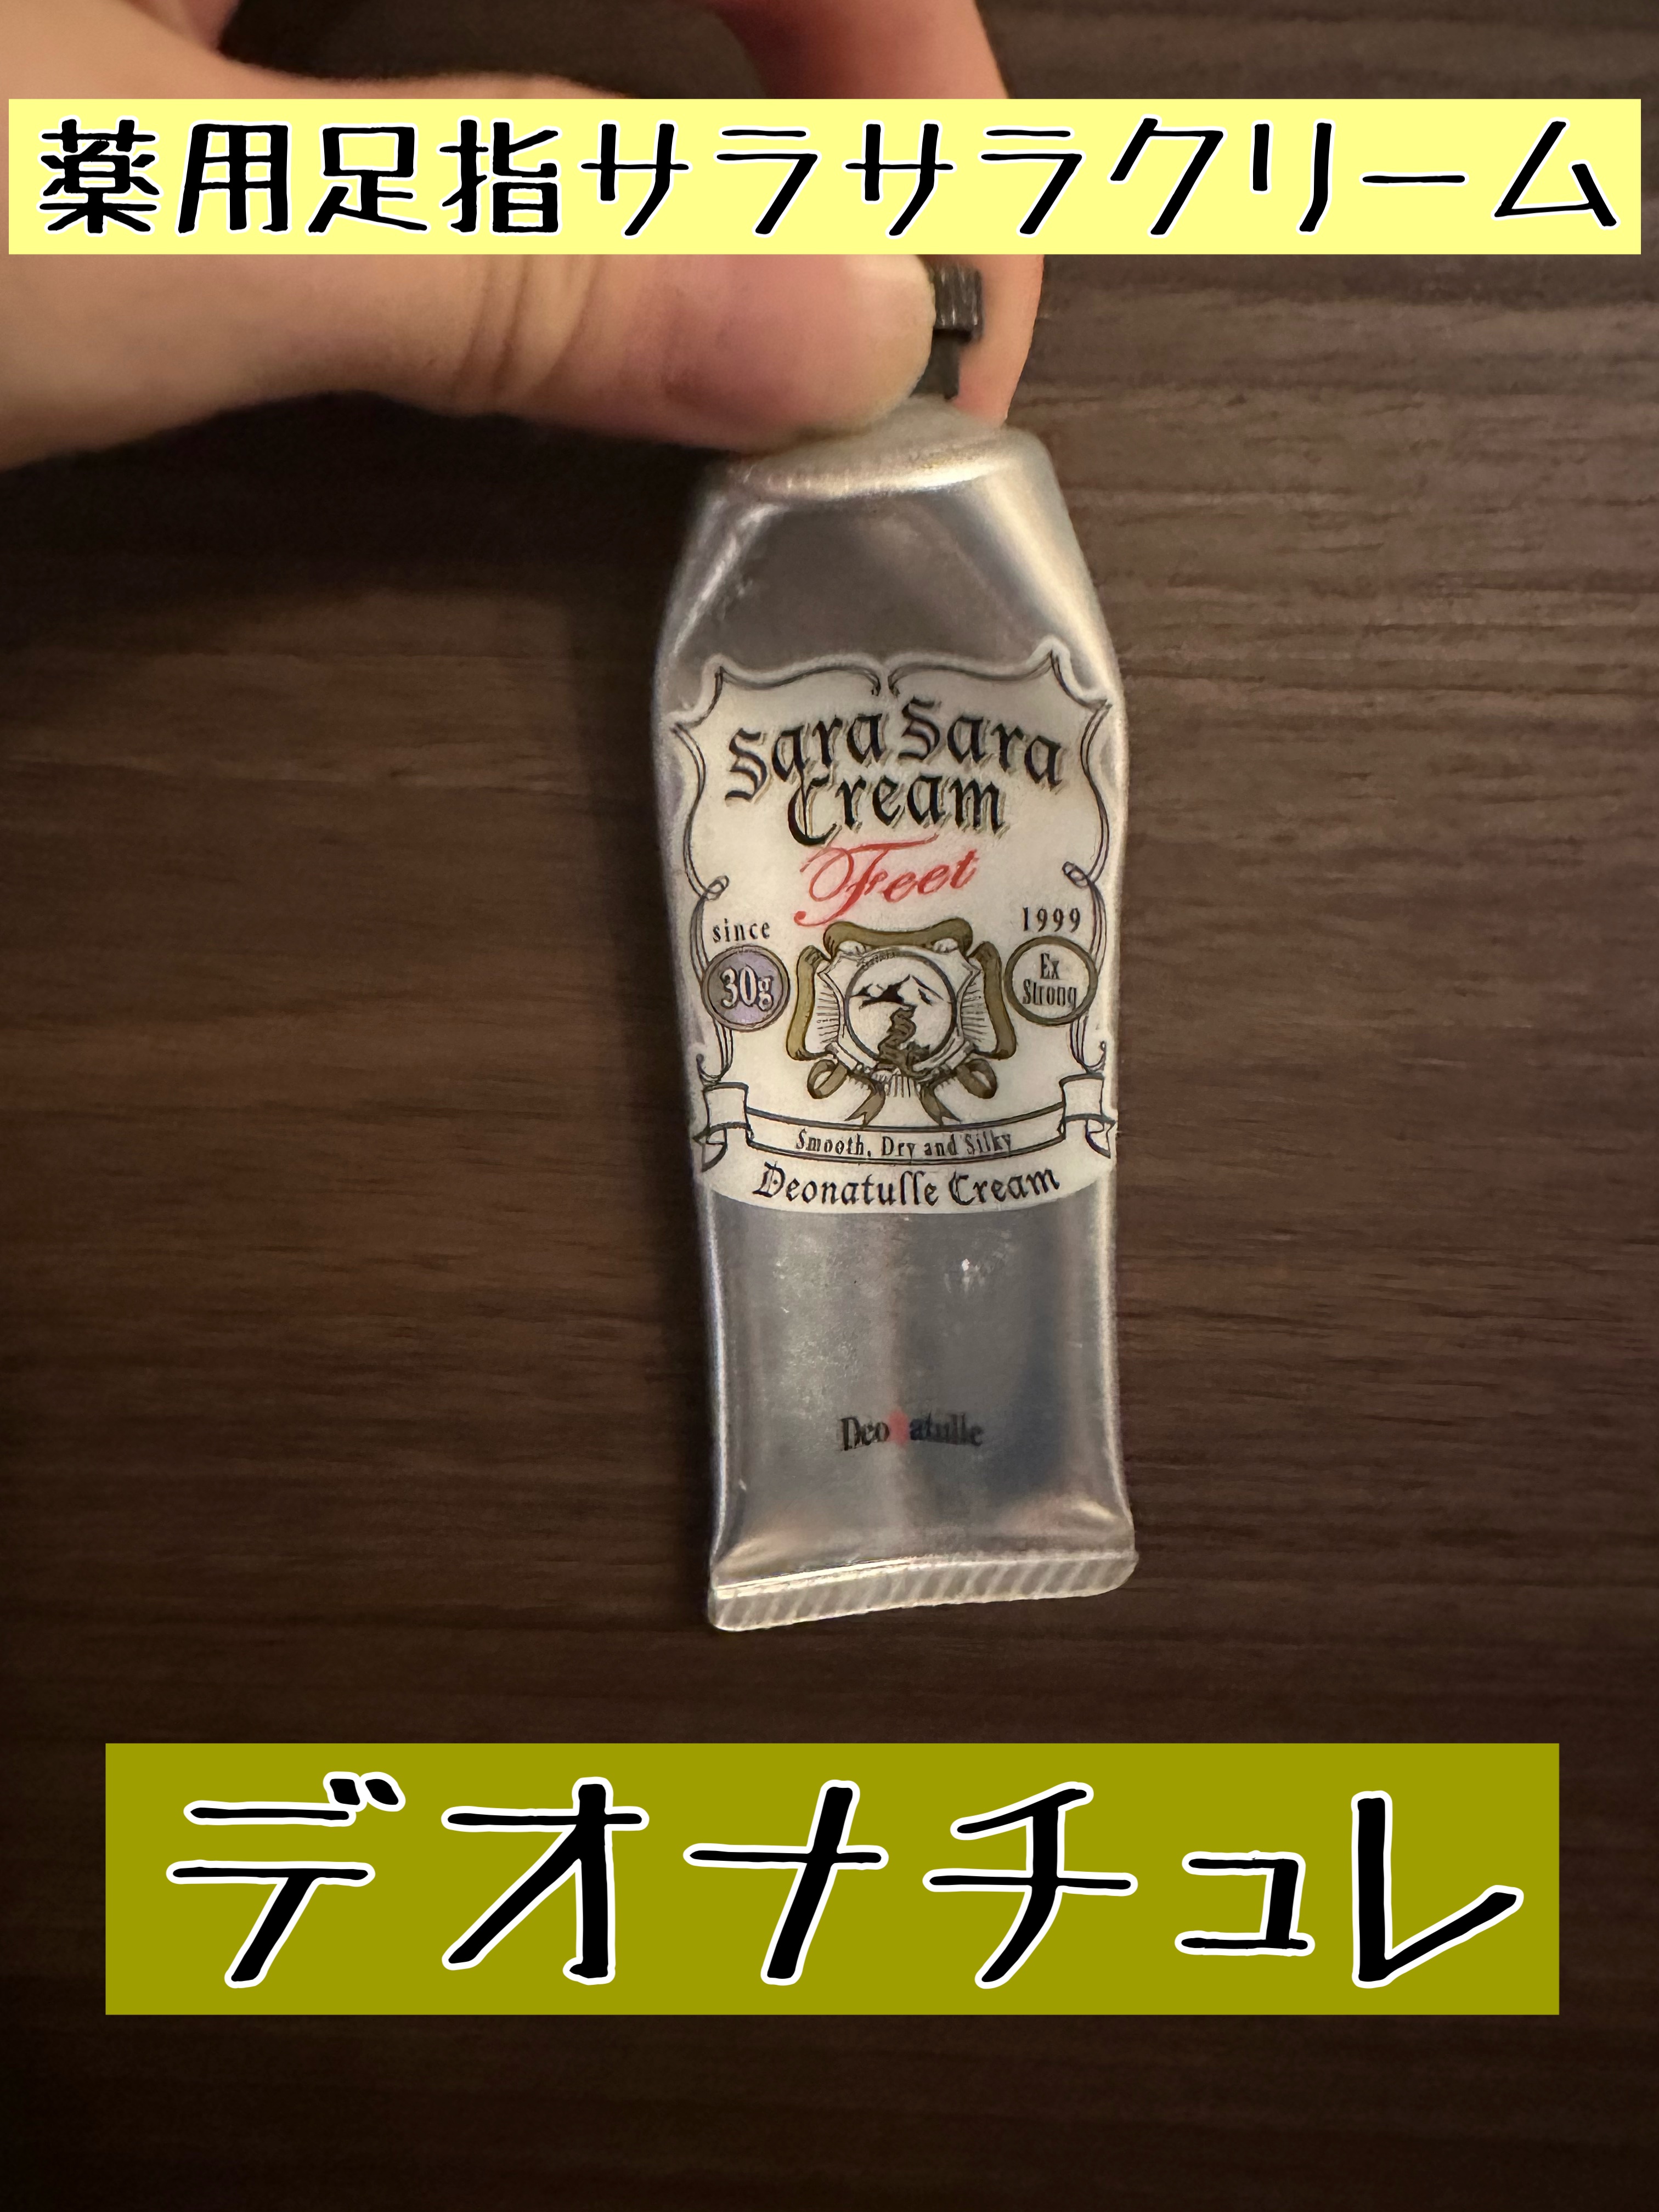 薬用足指サラサラクリーム
Sara Sara
Cream
Feet
since 1999
30g
Ex
Strong
Smooth, Dry and Silky
Deonatulle Cream
Deonatulle
デオナチュレ